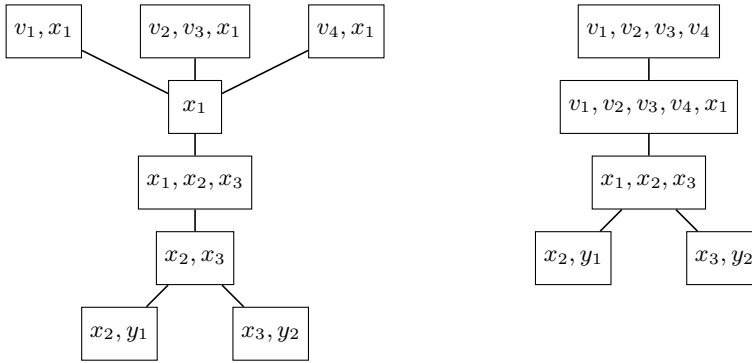 v₁, x₁ v₂, v₃, x₁ v₄, x₁ v₁, v₂, v₃, v₄
x₁ v₁, v₂, v₃, v₄, x₁
x₁, x₂, x₃ x₁, x₂, x₃
x₂, x₃ x₂, y₁ x₃, y₂
x₂, y₁ x₃, y₂